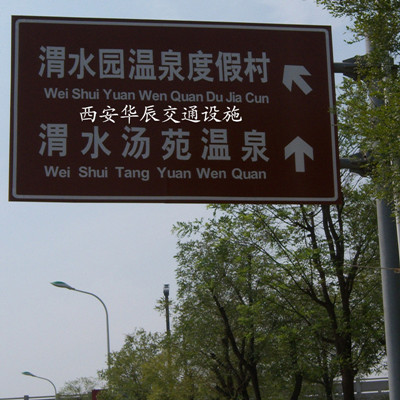 渭水园温泉度假村
Wei Shui Yuan Wen Quan Du Jia Cun
西安华辰交通设施
渭水汤苑温泉
Wei Shui Tang Yuan Wen Quan